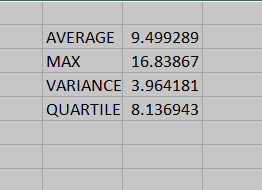 AVERAGE 9.499289
MAX 16.83867
VARIANCE 3.964181
QUARTILE 8.136943